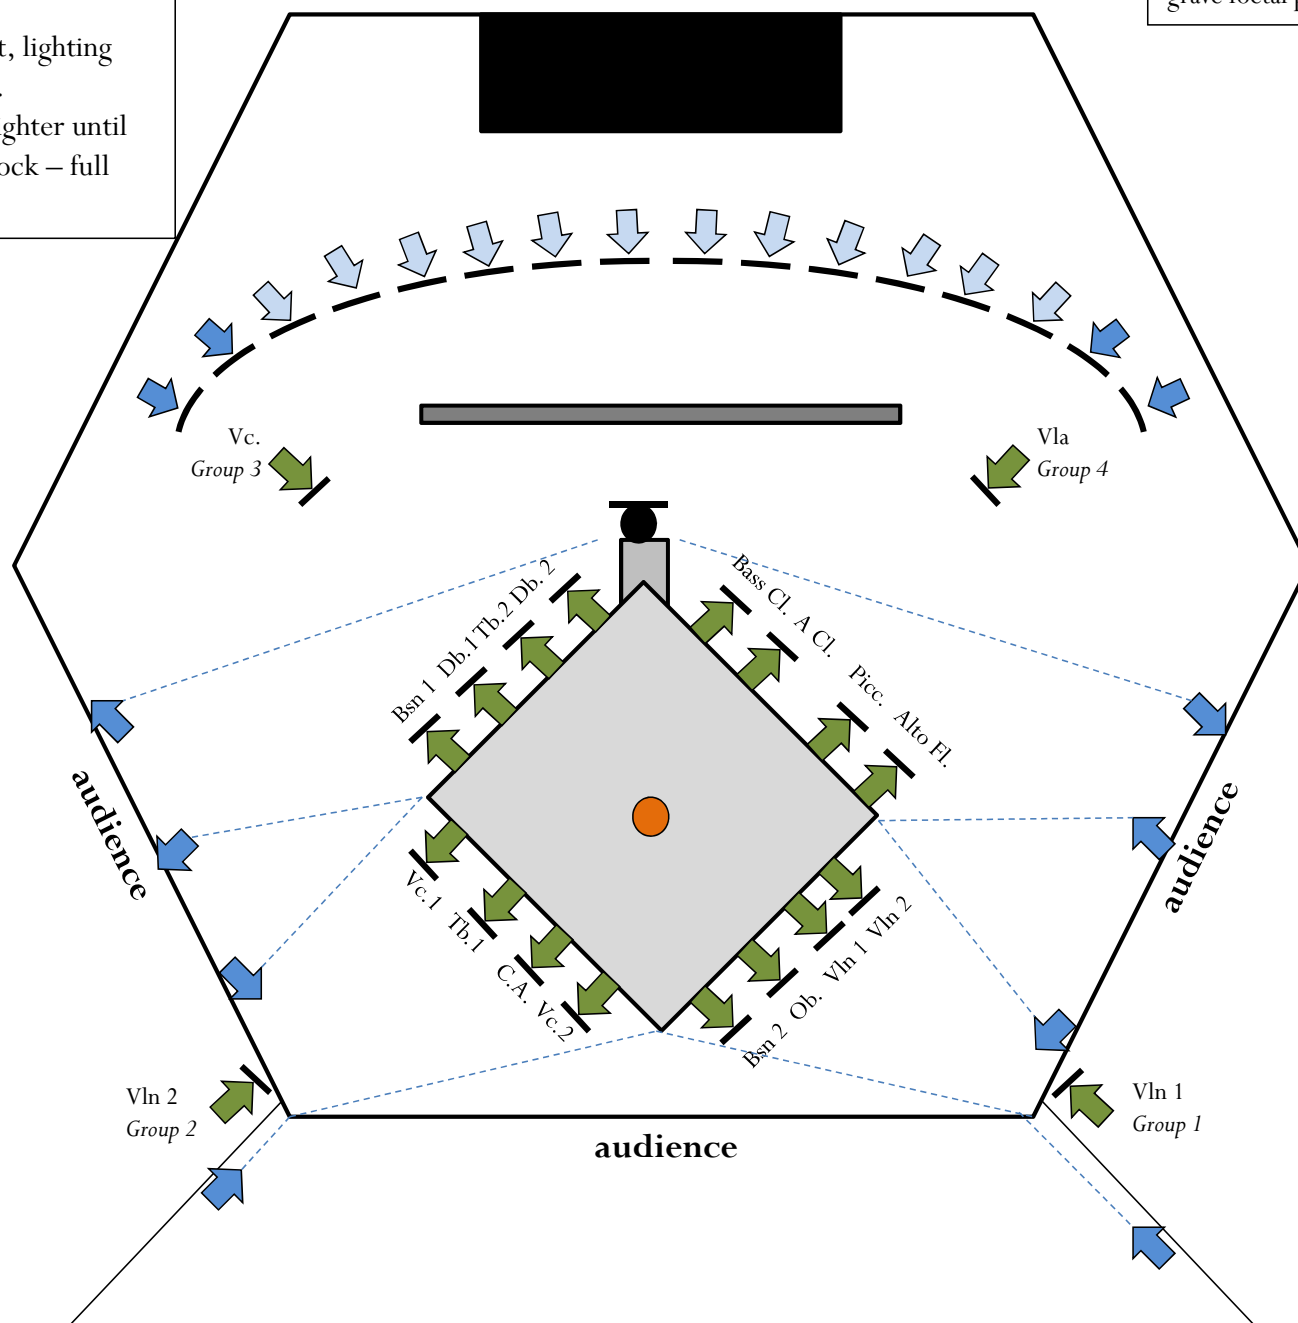 t, lighting
.
ghter until
ock – full
Vc.
Group 3
Vla
Group 4
Bsn 1 Db.1 Tb.2 Db. 2
Bass Cl. A Cl. Picc. Alto Fl.
audience
audience
Vc.1 Tb.1 C.A. Vc.2
Bsn 2 Ob. Vln 1 Vln 2
Vln 2
Group 2
Vln 1
Group 1
audience